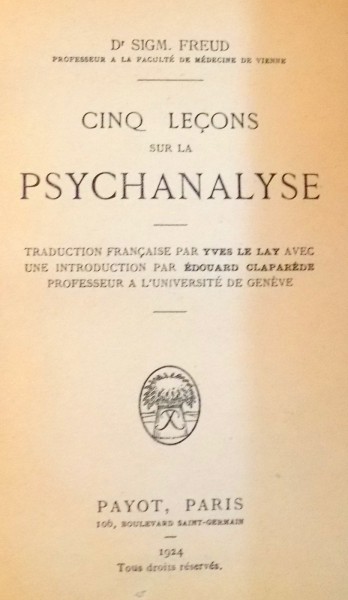 Dr SIGM. FREUD
PROFESSEUR A LA FACULTÉ DE MÉDECINE DE VIENNE
CINQ LEÇONS
SUR LA
PSYCHANALYSE
TRADUCTION FRANÇAISE PAR YVES LE LAY AVEC
UNE INTRODUCTION PAR ÉDOUARD CLAPARÈDE
PROFESSEUR A L'UNIVERSITÉ DE GENÈVE
PAYOT, PARIS
106, BOULEVARD SAINT-GERMAIN
1924
Tous droits réservés.